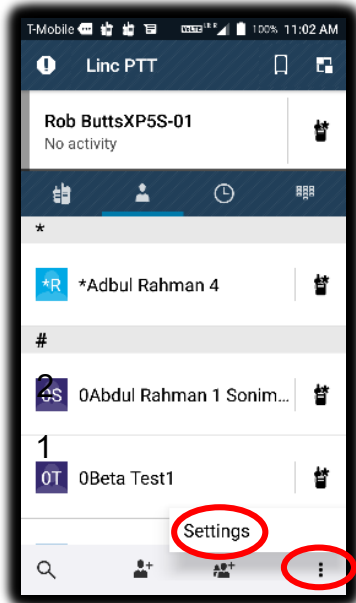 T-Mobile 100% 11:02 AM
Linc PTT
Rob ButtsXP5S-01
No activity
*
*R *Adbul Rahman 4
#
2
0S 0Abdul Rahman 1 Sonim...
1
0T 0Beta Test1
Settings